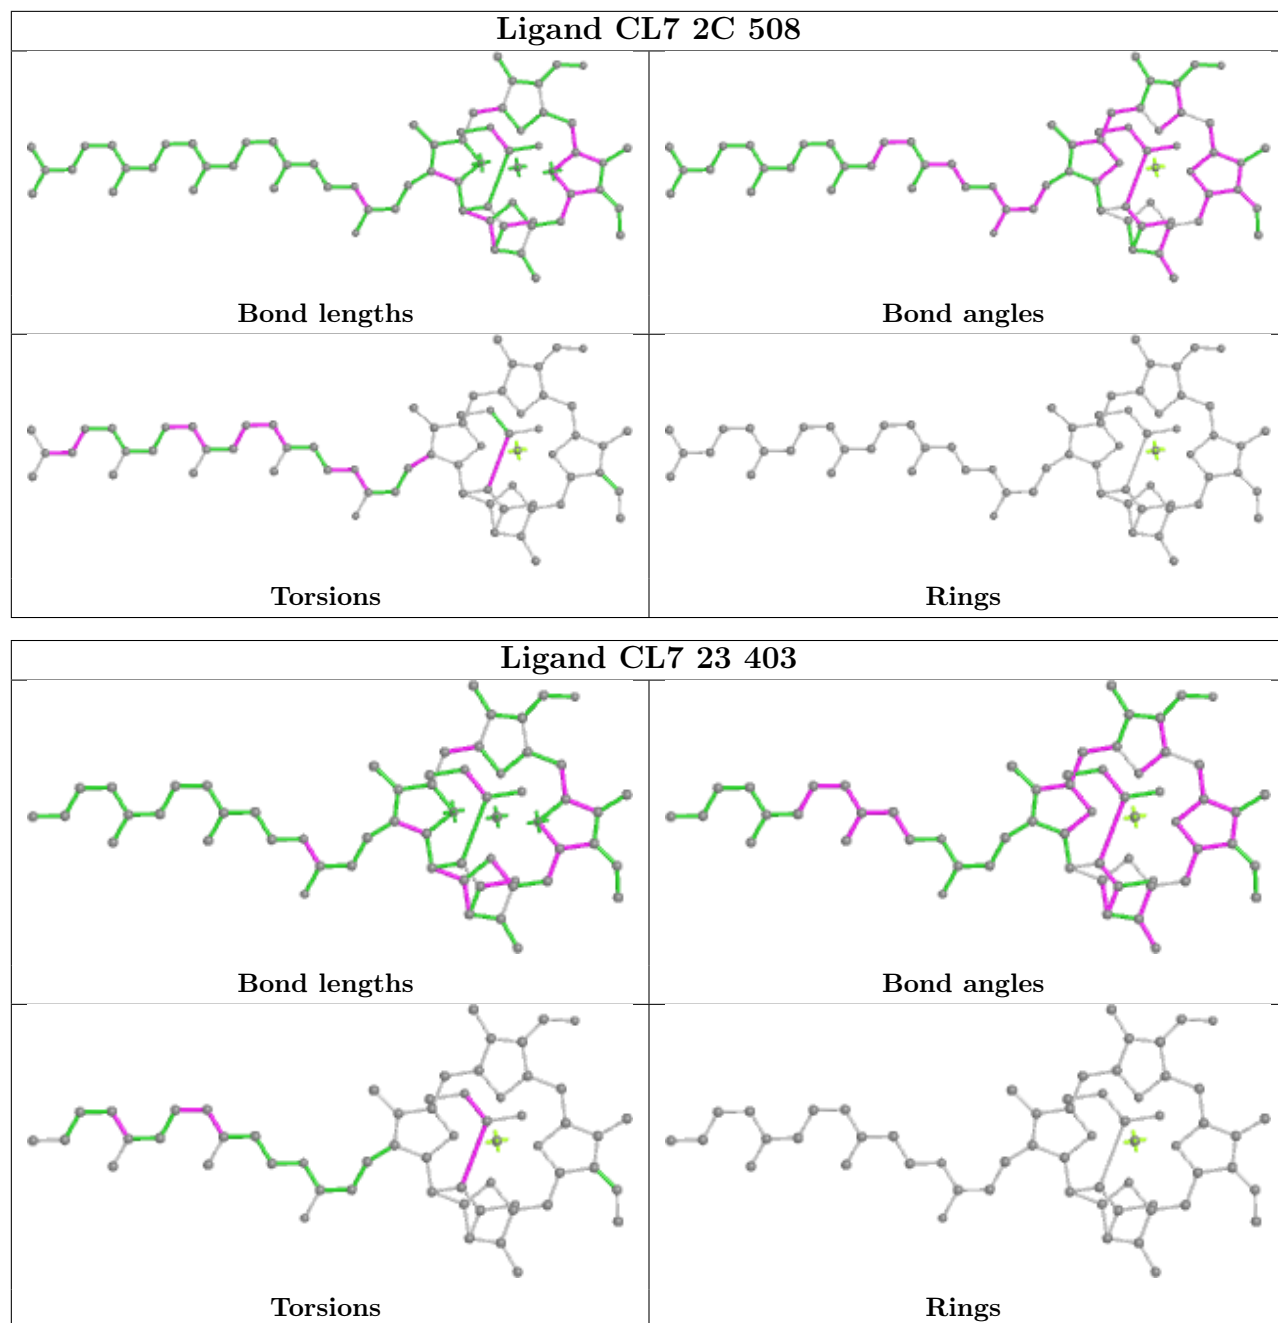 Ligand CL7 2C 508
Bond lengths
Bond angles
Torsions
Rings
Ligand CL7 23 403
Bond lengths
Bond angles
Torsions
Rings